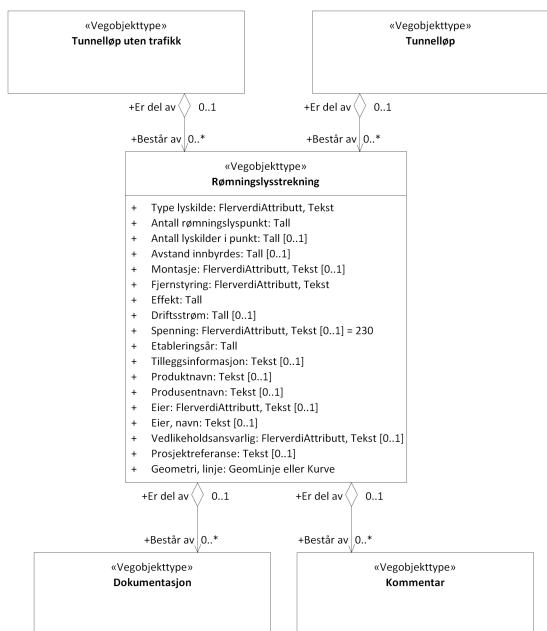 «Vegobjekttype»
Tunnelløp uten trafikk
«Vegobjekttype»
Tunnelløp
+Er del av 0..1
+Består av 0..*
+Er del av 0..1
+Består av 0..*
«Vegobjekttype»
Rømningslysstrekning
+ Type lyskilde: FlerverdiAttributt, Tekst
+ Antall rømningslyspunkt: Tall
+ Antall lyskilder i punkt: Tall [0..1]
+ Avstand innbyrdes: Tall [0..1]
+ Montasje: FlerverdiAttributt, Tekst [0..1]
+ Fjernstyring: FlerverdiAttributt, Tekst
+ Effekt: Tall
+ Driftsstrøm: Tall [0..1]
+ Spenning: FlerverdiAttributt, Tekst [0..1] = 230
+ Etableringsår: Tall
+ Tilleggsinformasjon: Tekst [0..1]
+ Produktnavn: Tekst [0..1]
+ Produsentnavn: Tekst [0..1]
+ Eier: FlerverdiAttributt, Tekst [0..1]
+ Eier, navn: Tekst [0..1]
+ Vedlikeholdsansvarlig: FlerverdiAttributt, Tekst [0..1]
+ Prosjektreferanse: Tekst [0..1]
+ Geometri, linje: GeomLinje eller Kurve
+Er del av 0..1
+Består av 0..*
+Er del av 0..1
+Består av 0..*
«Vegobjekttype»
Dokumentasjon
«Vegobjekttype»
Kommentar